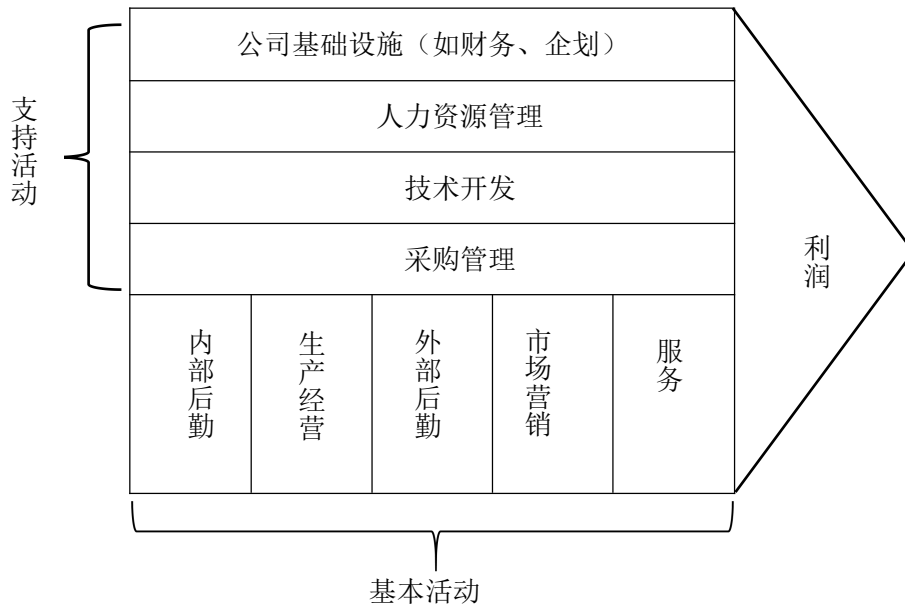 公司基础设施（如财务、企划）
支持活动
人力资源管理
技术开发
采购管理
利润
内部后勤
生产经营
外部后勤
市场营销
服务
基本活动